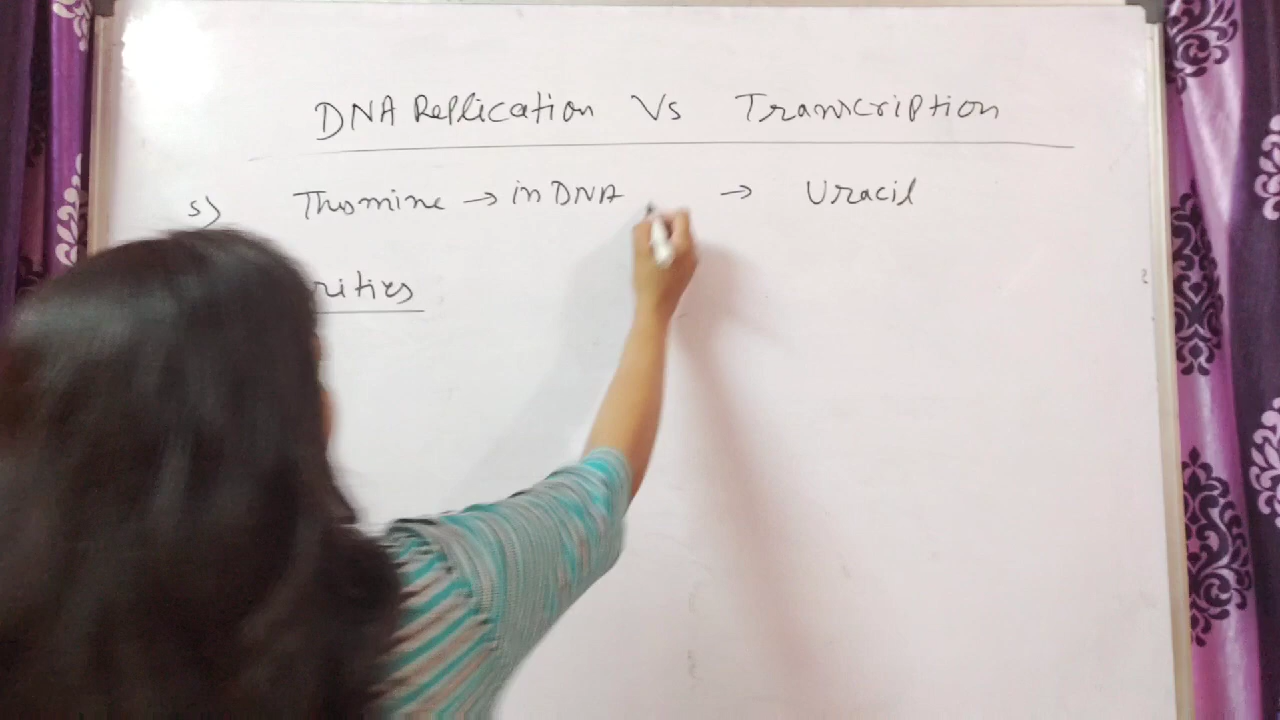 DNA Replication Vs Transcription
5) Thymine → in DNA → Uracil
rities